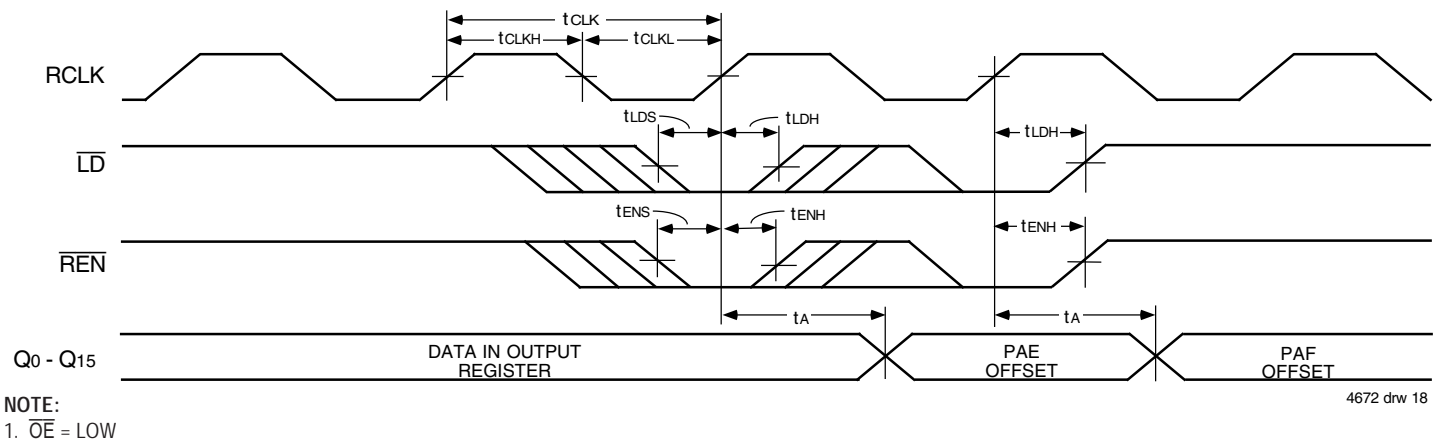 tCLK
tCLKH
tCLKL
RCLK
tLDS
tLDH
tLDH
LD
tENS
tENH
tENH
REN
tA
tA
Q0 - Q15
DATA IN OUTPUT
REGISTER
PAE
OFFSET
PAF
OFFSET
4672 drw 18
NOTE:
1. OE = LOW